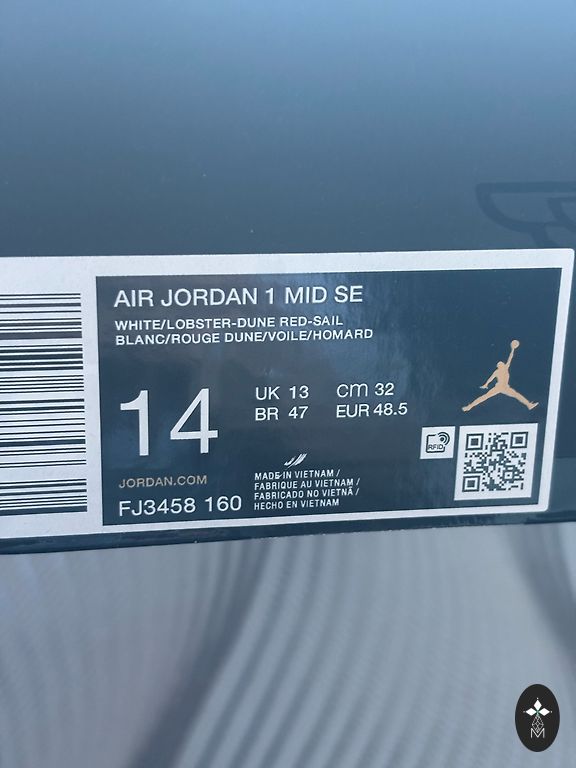 AIR JORDAN 1 MID SE
WHITE/LOBSTER-DUNE RED-SAIL
BLANC/ROUGE DUNE/VOILE/HOMARD
14
UK 13 cm 32
BR 47 EUR 48.5
JORDAN.COM
FJ3458 160
MADE IN VIETNAM /
FABRIQUE AU VIETNAM /
FABRICADO NO VIETNÃ /
HECHO EN VIETNAM
RFID
M